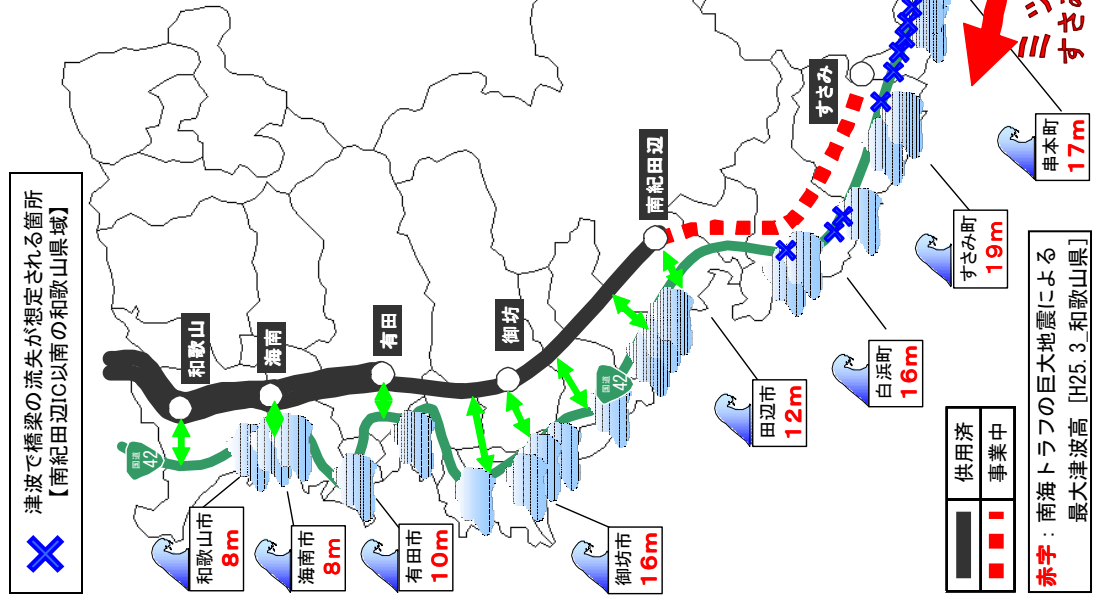 津波で橋梁の流失が想定される箇所
【南紀田辺IC以南の和歌山県域】
国道
42
和歌山
海南
有田
御坊
南紀田辺
すさみ
国道
42
和歌山市
8m
海南市
8m
有田市
10m
御坊市
16m
田辺市
12m
白浜町
16m
すさみ町
19m
串本町
17m
ミッ
すさみ
供用済
事業中
赤字：南海トラフの巨大地震による
最大津波高［H25.3_和歌山県］